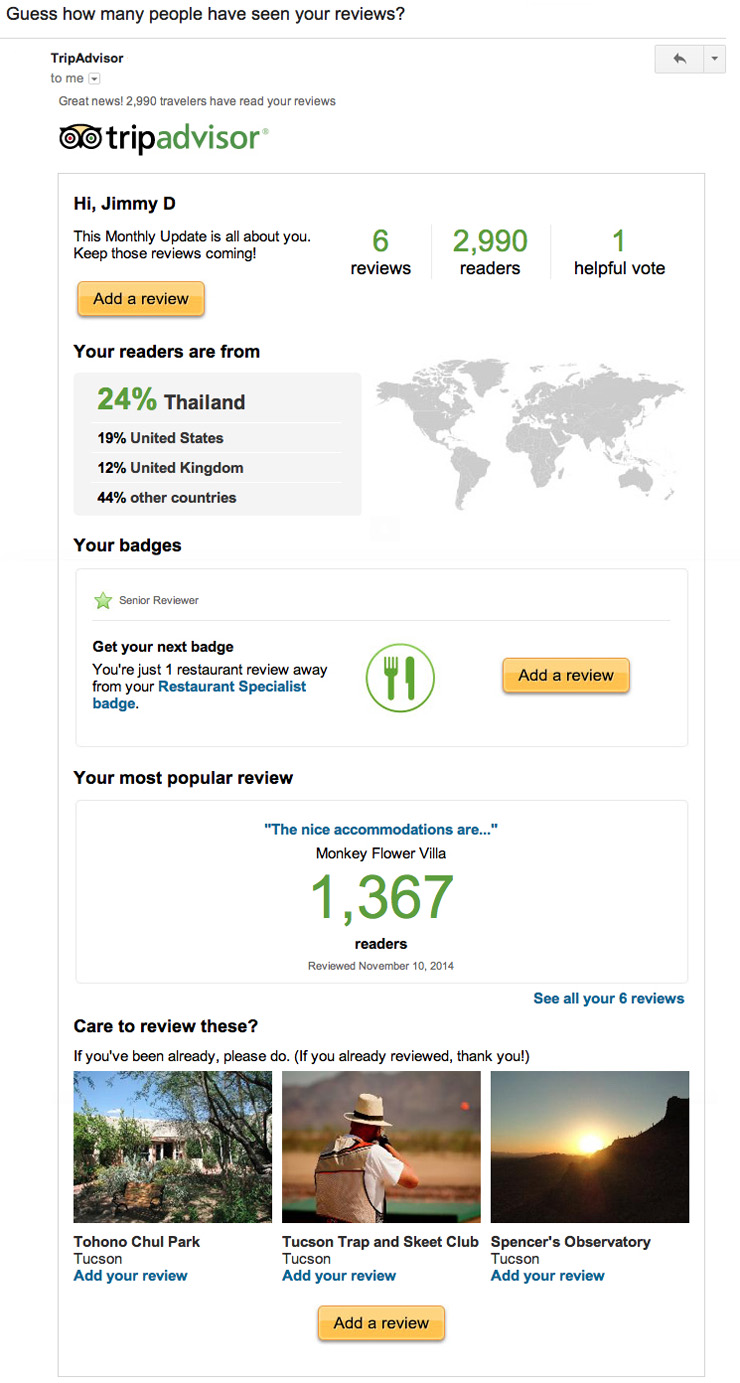 Guess how many people have seen your reviews?
TripAdvisor
to me
Great news! 2,990 travelers have read your reviews
tripadvisor®
Hi, Jimmy D
This Monthly Update is all about you.
Keep those reviews coming!
6
reviews
2,990
readers
1
helpful vote
Add a review
Your readers are from
24% Thailand
19% United States
12% United Kingdom
44% other countries
Your badges
Senior Reviewer
Get your next badge
You're just 1 restaurant review away
from your Restaurant Specialist
badge.
Add a review
Your most popular review
"The nice accommodations are..."
Monkey Flower Villa
1,367
readers
Reviewed November 10, 2014
See all your 6 reviews
Care to review these?
If you've been already, please do. (If you already reviewed, thank you!)
Tohono Chul Park
Tucson
Add your review
Tucson Trap and Skeet Club
Tucson
Add your review
Spencer's Observatory
Tucson
Add your review
Add a review